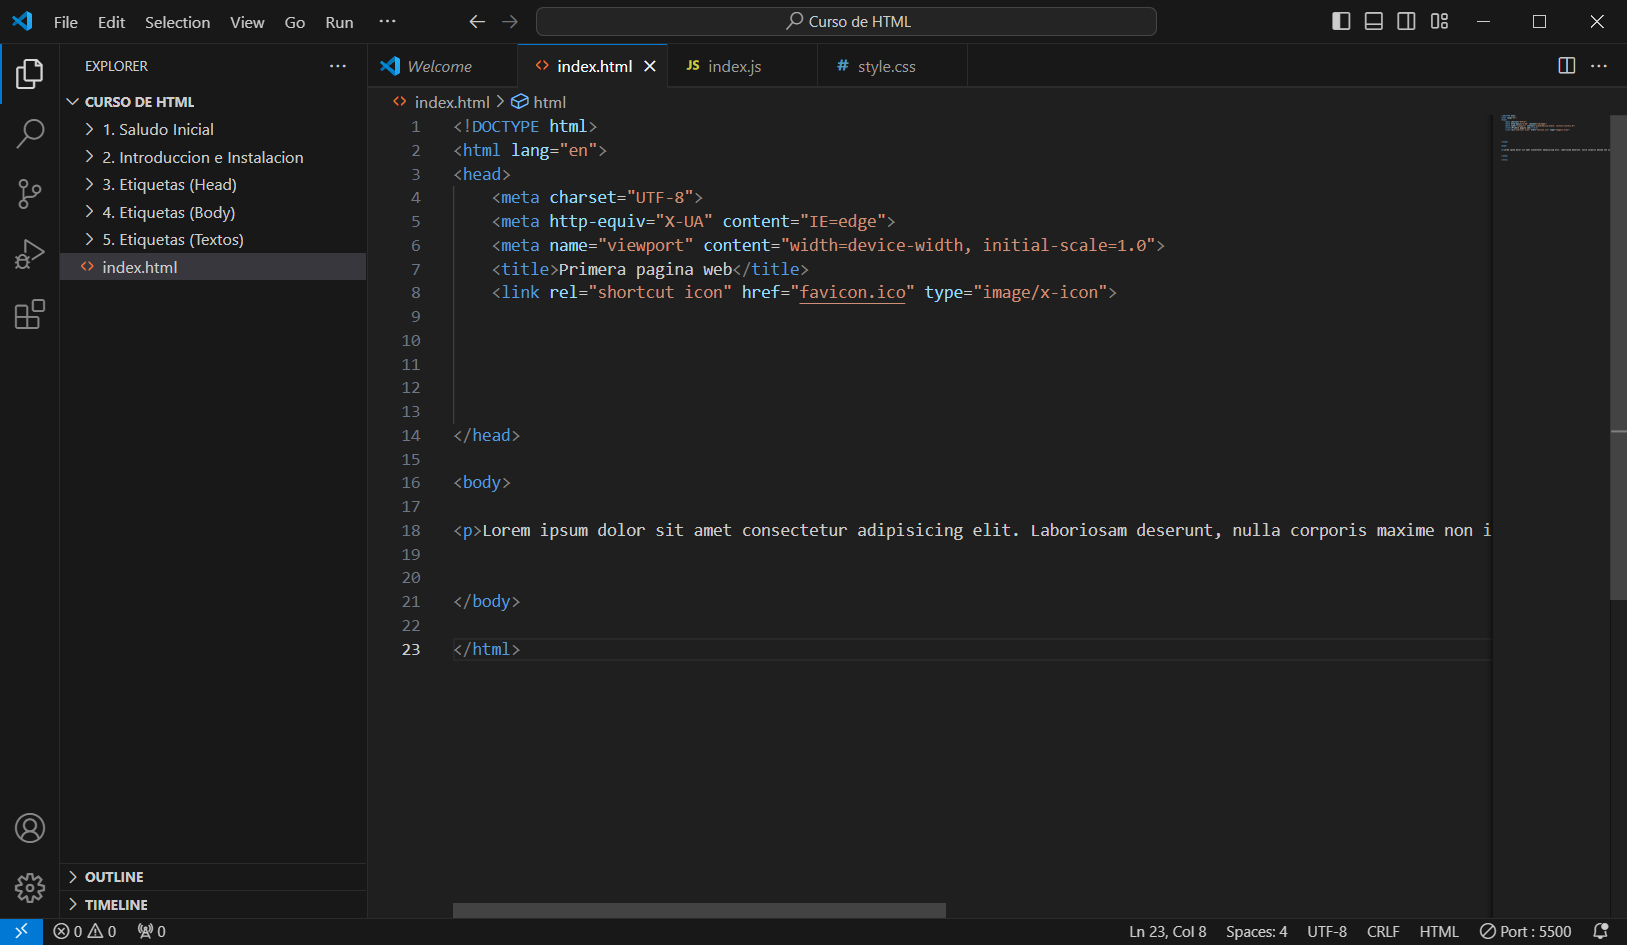 File Edit Selection View Go Run ···
Curso de HTML
EXPLORER
CURSO DE HTML
1. Saludo Inicial
2. Introduccion e Instalacion
3. Etiquetas (Head)
4. Etiquetas (Body)
5. Etiquetas (Textos)
index.html
OUTLINE
TIMELINE
Welcome index.html JS index.js # style.css
index.html > html
1 <!DOCTYPE html>
2 <html lang="en">
3 <head>
4 <meta charset="UTF-8">
5 <meta http-equiv="X-UA" content="IE=edge">
6 <meta name="viewport" content="width=device-width, initial-scale=1.0">
7 <title>Primera pagina web</title>
8 <link rel="shortcut icon" href="favicon.ico" type="image/x-icon">
9
10
11
12
13
14 </head>
15
16 <body>
17
18 <p>Lorem ipsum dolor sit amet consectetur adipisicing elit. Laboriosam deserunt, nulla corporis maxime non i
19
20
21 </body>
22
23 </html>
0 0 0 Ln 23, Col 8 Spaces: 4 UTF-8 CRLF HTML Port : 5500